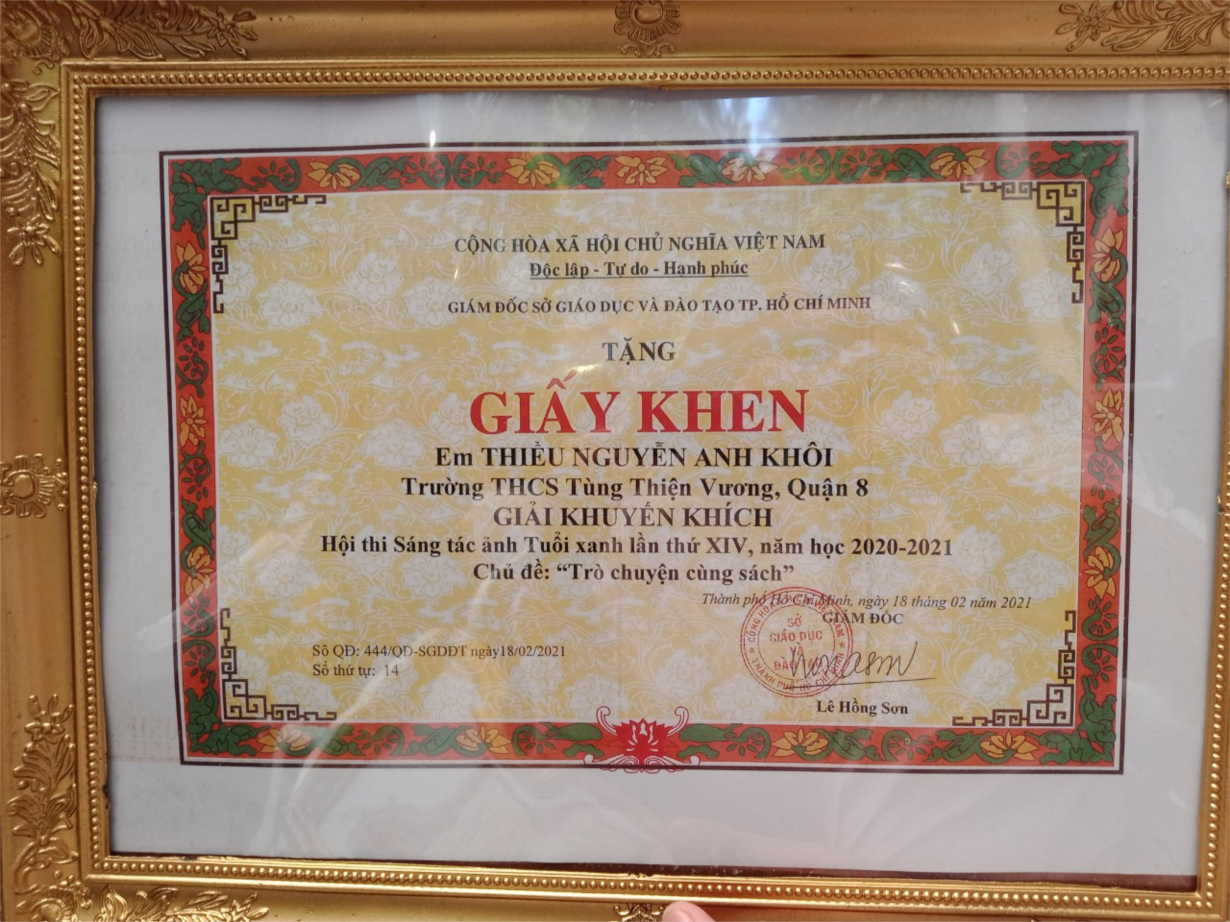 CỘNG HÒA XÃ HỘI CHỦ NGHĨA VIỆT NAM
Độc lập - Tự do - Hạnh phúc
GIÁM ĐỐC SỞ GIÁO DỤC VÀ ĐÀO TẠO TP. HỒ CHÍ MINH
TẶNG
GIẤY KHEN
Em THIỀU NGUYỄN ANH KHÔI
Trường THCS Tùng Thiện Vương, Quận 8
GIẢI KHUYẾN KHÍCH
Hội thi Sáng tác ảnh Tuổi xanh lần thứ XIV, năm học 2020-2021
Chủ đề: “Trò chuyện cùng sách”
Thành phố Hồ Chí Minh, ngày 18 tháng 02 năm 2021
GIÁM ĐỐC
SỞ
GIÁO DỤC
VÀ
Số QĐ: 444/QĐ-SGDĐT ngày18/02/2021
Số thứ tự: 14
Lê Hồng Sơn